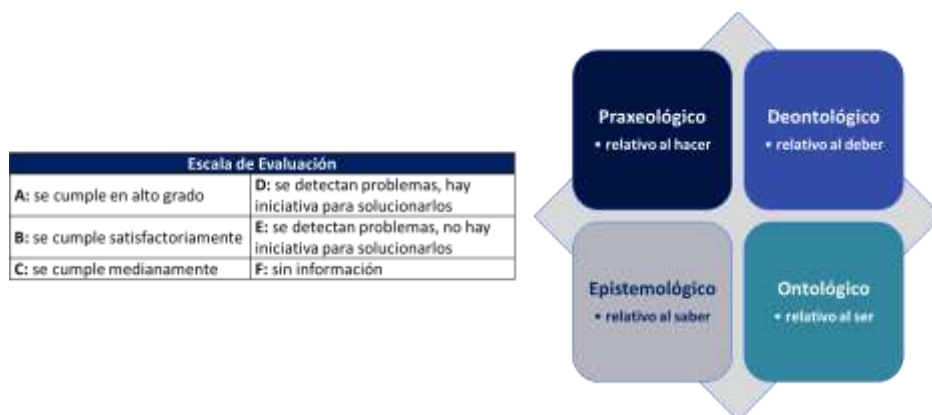 Escala de Evaluación
A: se cumple en alto grado
D: se detectan problemas, hay
iniciativa para solucionarlos
B: se cumple satisfactoriamente
E: se detectan problemas, no hay
iniciativa para solucionarlos
C: se cumple medianamente
F: sin información
Praxeológico
• relativo al hacer
Deontológico
• relativo al deber
Epistemológico
• relativo al saber
Ontológico
• relativo al ser